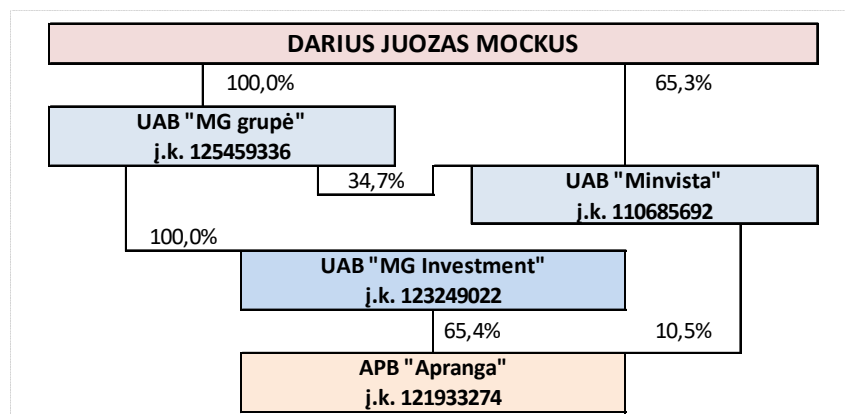 DARIUS JUOZAS MOCKUS
100,0%
65,3%
UAB "MG grupė"
į.k. 125459336
34,7%
UAB "Minvista"
į.k. 110685692
100,0%
UAB "MG Investment"
į.k. 123249022
65,4%
10,5%
APB "Apranga"
į.k. 121933274